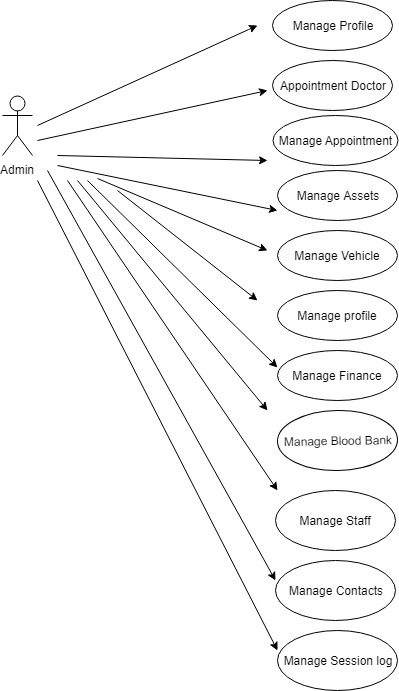 Manage Profile
Appointment Doctor
Manage Appointment
Admin
Manage Assets
Manage Vehicle
Manage profile
Manage Finance
Manage Blood Bank
Manage Staff
Manage Contacts
Manage Session log